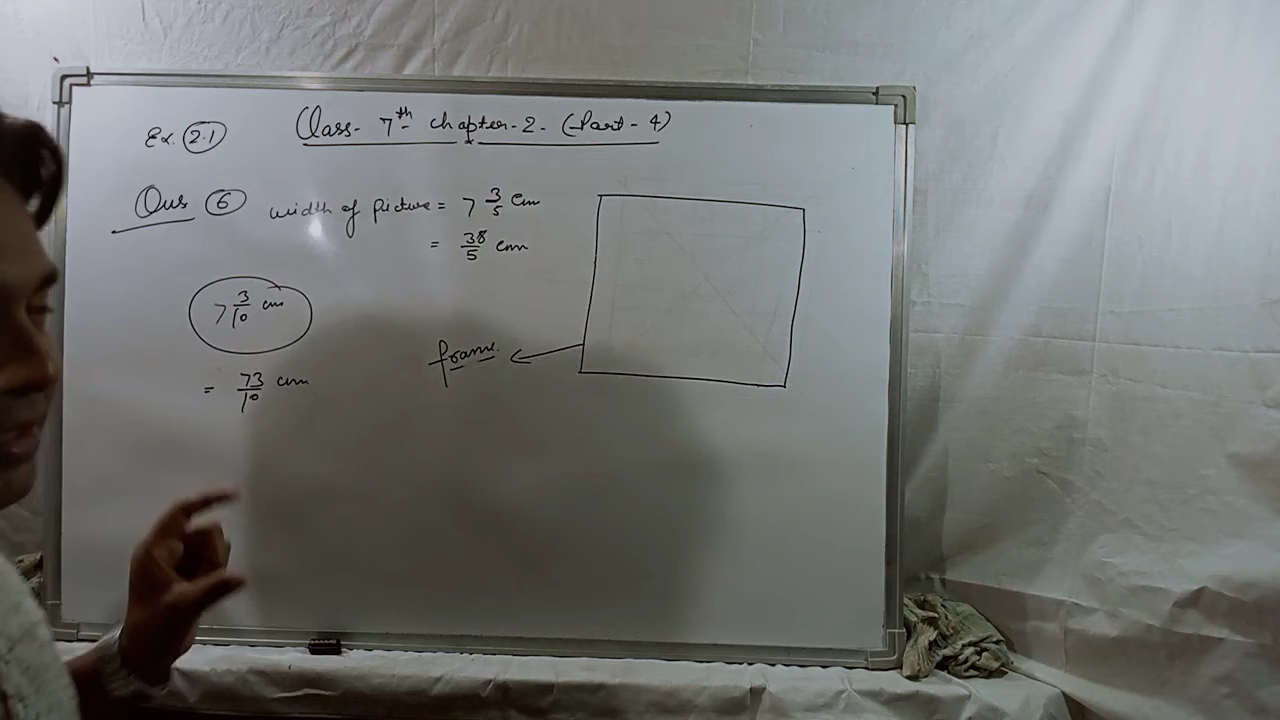 Ex. 2.1
Class- 7th chapter-2- (Part-4)
Ques 6 width of picture = 7 3/5 cm
= 38/5 cm
7 3/10 cm
frame
= 73/10 cm